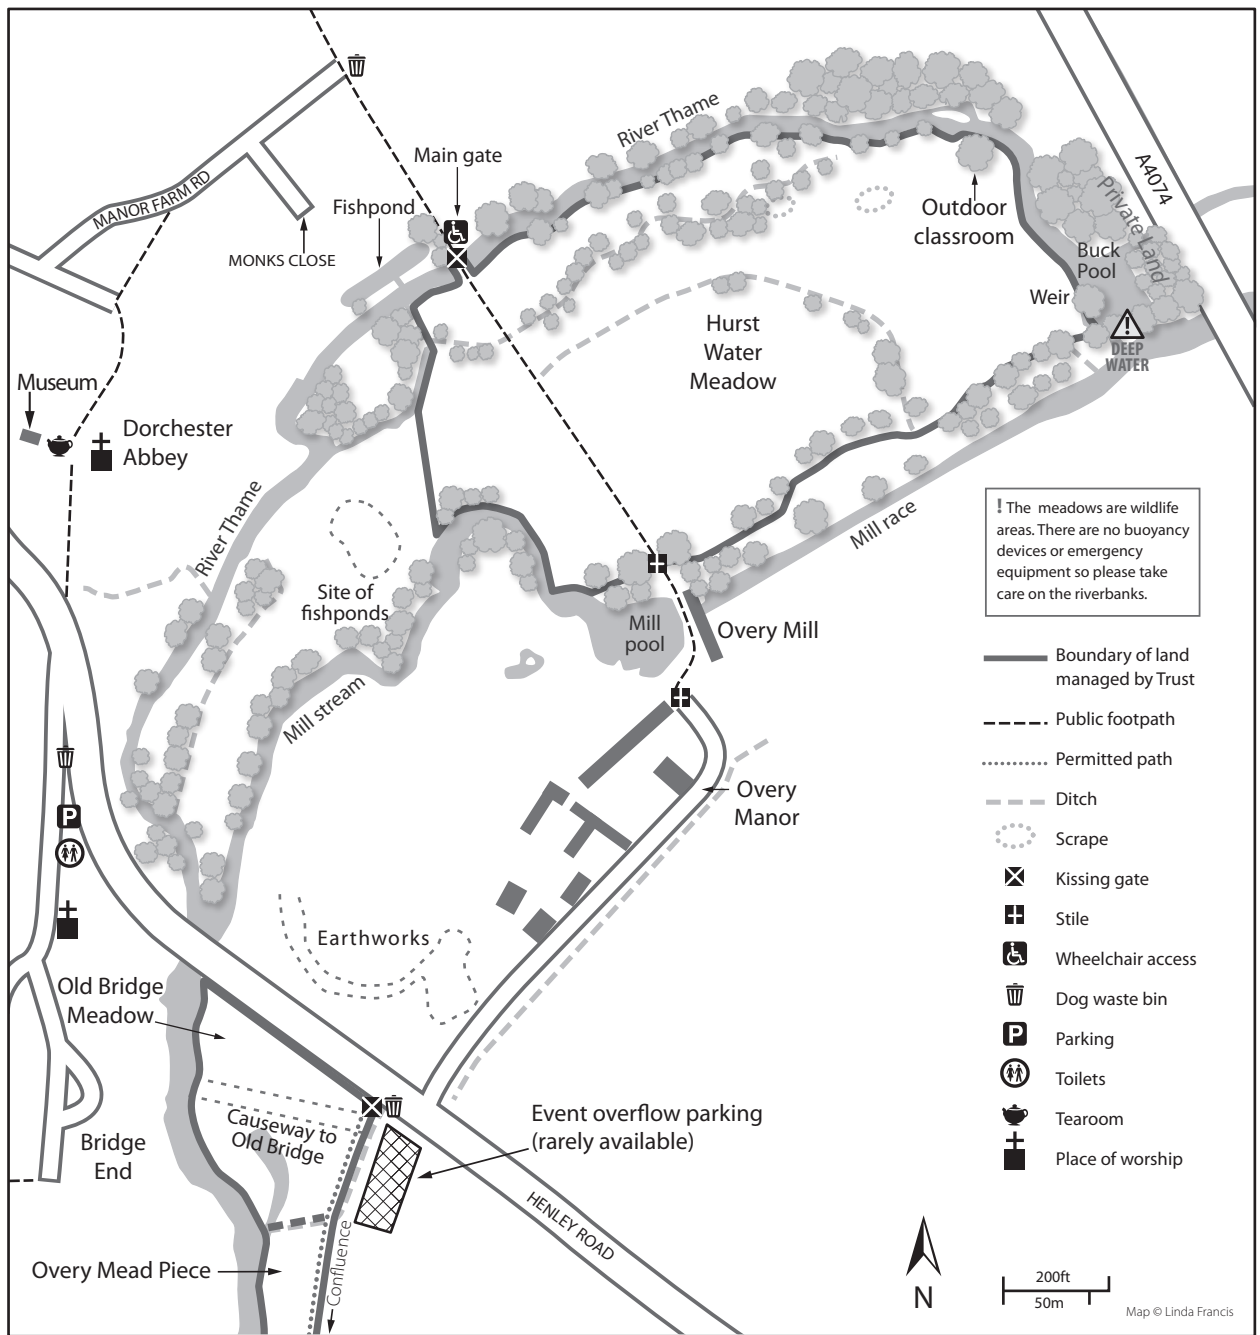 River Thame
Main gate
A4074
MANOR FARM RD
Fishpond
Outdoor
classroom
Private Land
MONKS CLOSE
Buck
Pool
Weir
Hurst
Water
Meadow
!
DEEP
WATER
Museum
Dorchester
Abbey
River Thame
Mill race
! The meadows are wildlife
areas. There are no buoyancy
devices or emergency
equipment so please take
care on the riverbanks.
Site of
fishponds
Mill
pool
Overy Mill
Mill stream
Boundary of land
managed by Trust
Public footpath
Permitted path
Ditch
Scrape
Kissing gate
Stile
Wheelchair access
Dog waste bin
P
Parking
Toilets
Tearoom
Place of worship
Overy
Manor
P
Earthworks
Old Bridge
Meadow
Causeway to
Old Bridge
Event overflow parking
(rarely available)
Bridge
End
HENLEY ROAD
Overy Mead Piece
Confluence
N
200ft
50m
Map © Linda Francis